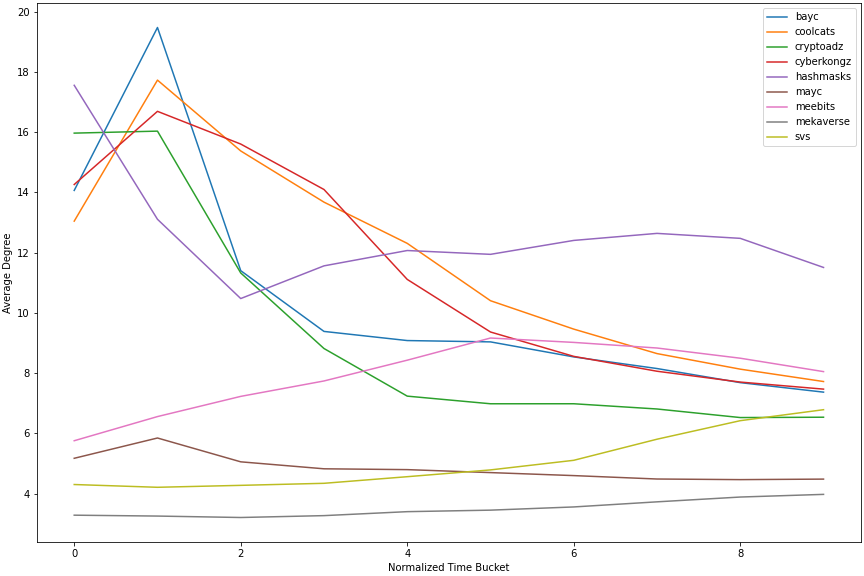 20
18
16
14
12
10
8
6
4
Average Degree
0
2
4
6
8
Normalized Time Bucket
bayc
coolcats
cryptoadz
cyberkongz
hashmasks
mayc
meebits
mekaverse
svs